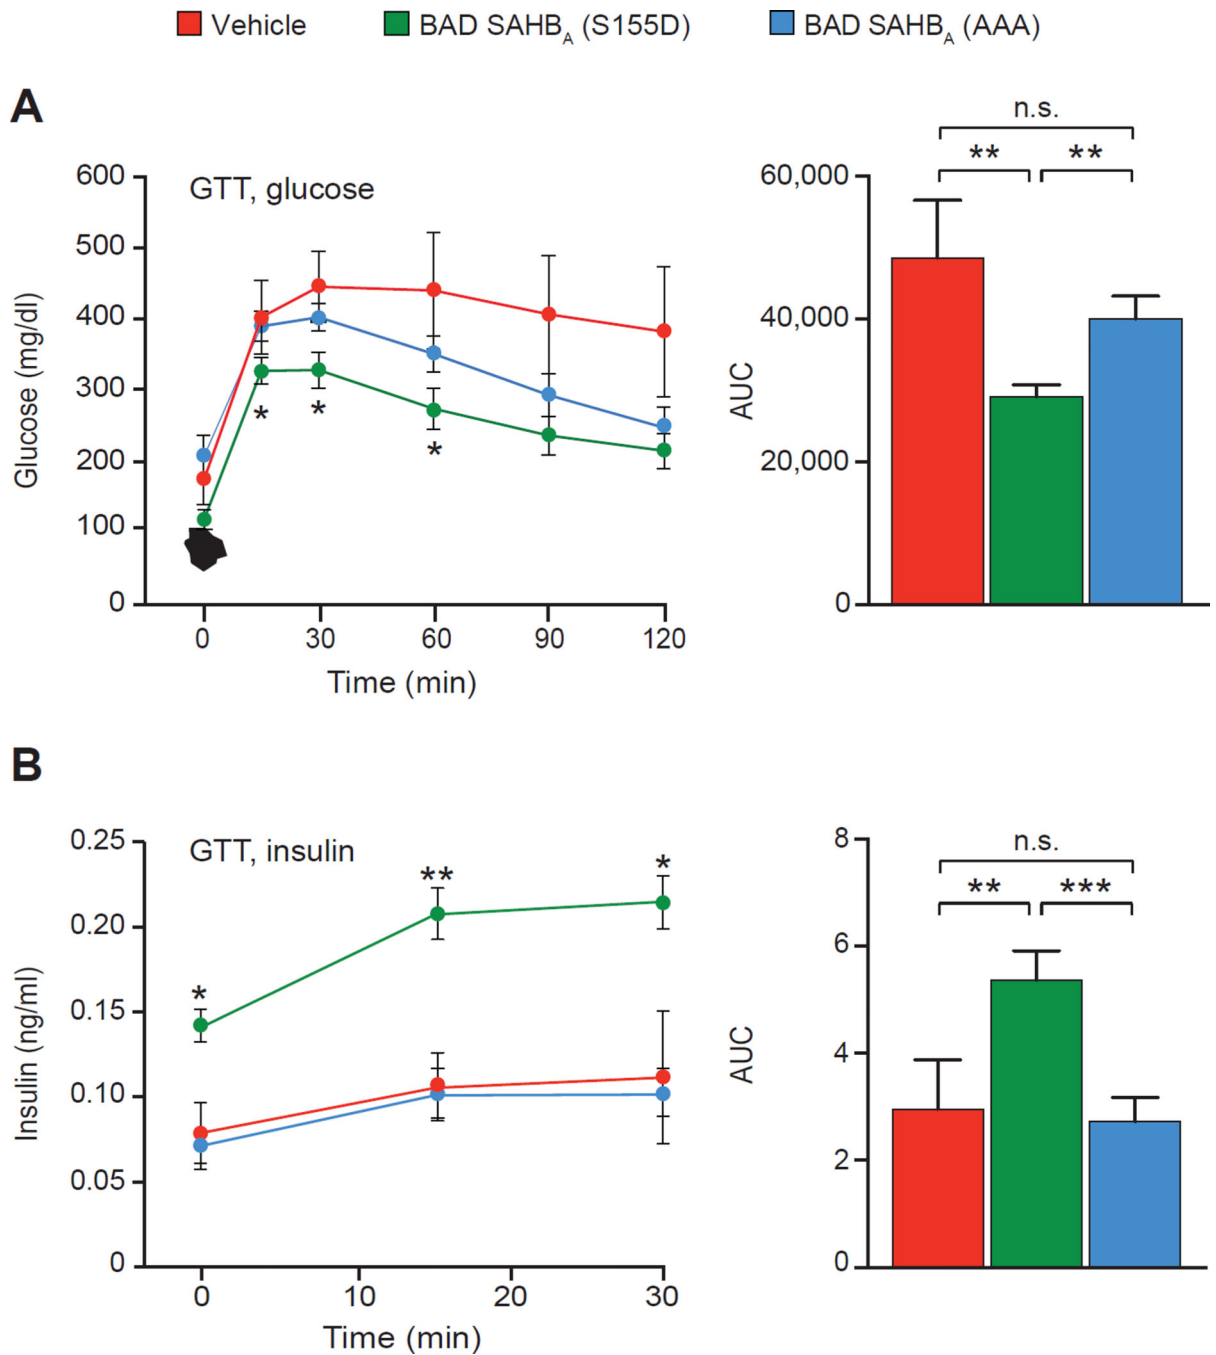 Vehicle BAD SAHB_A (S155D) BAD SAHB_A (AAA)
A
GTT, glucose
Glucose (mg/dl)
600
500
400
300
200
100
0
* * *
0 30 60 90 120
Time (min)
n.s.
** **
AUC
60,000
40,000
20,000
0
B
GTT, insulin
Insulin (ng/ml)
0.25
0.20
0.15
0.10
0.05
0
* ** *
0 10 20 30
Time (min)
n.s.
** ***
AUC
8
6
4
2
0